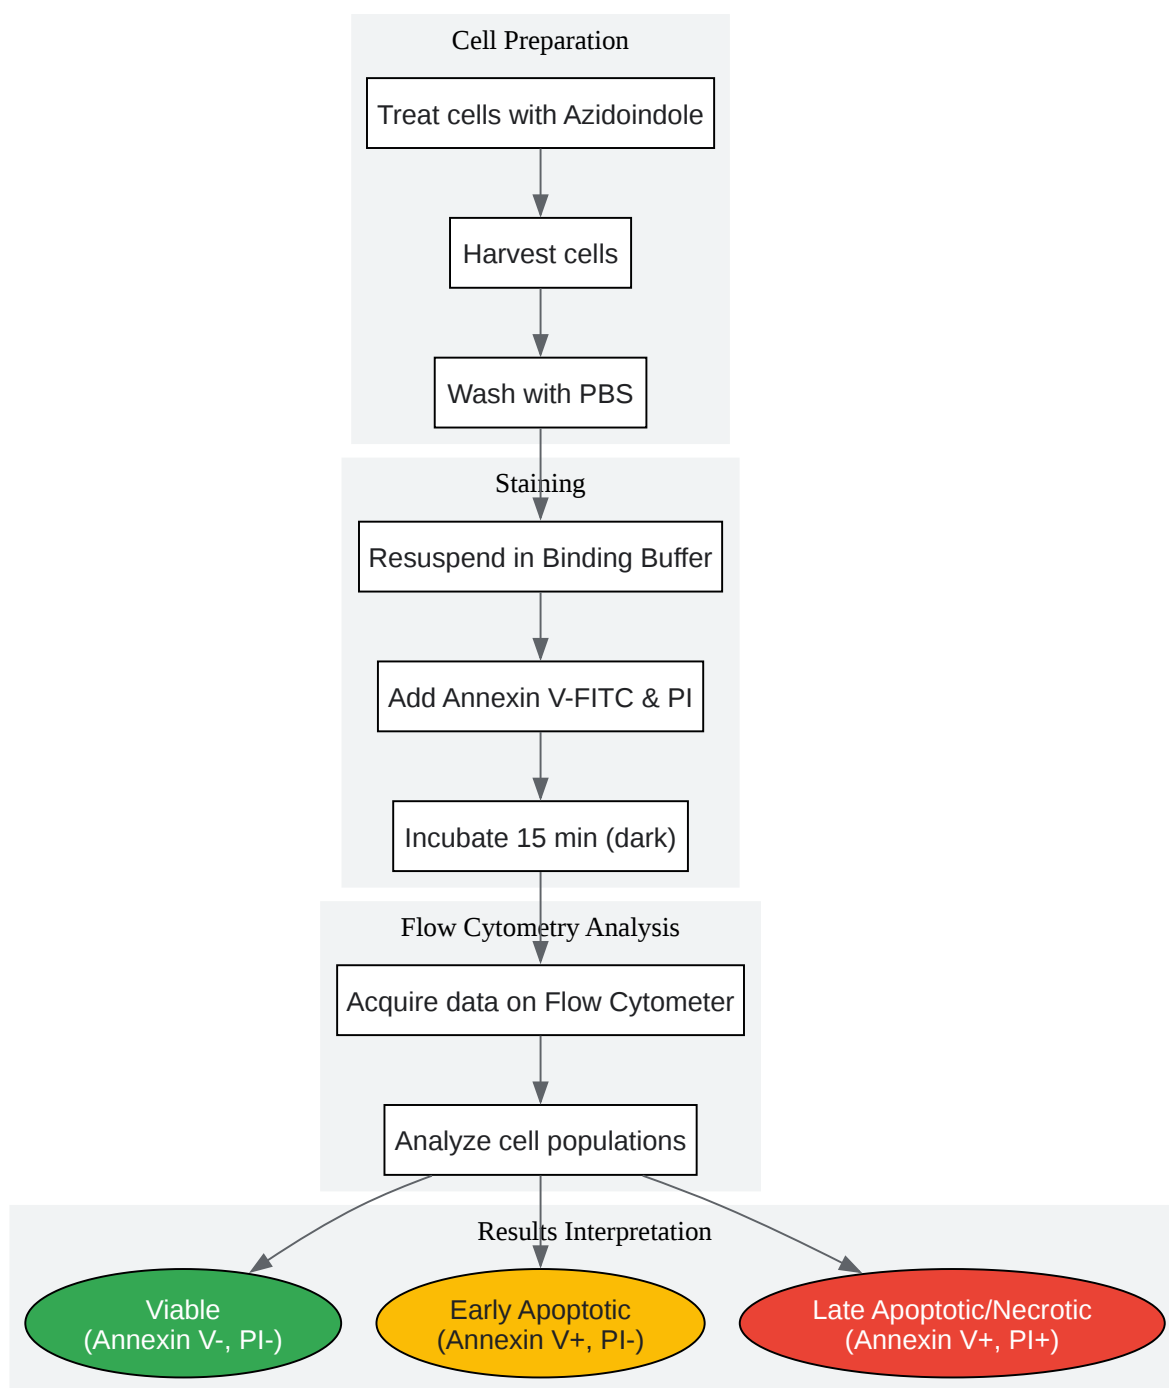 Cell Preparation
Treat cells with Azidoindole
Harvest cells
Wash with PBS
Staining
Resuspend in Binding Buffer
Add Annexin V-FITC & PI
Incubate 15 min (dark)
Flow Cytometry Analysis
Acquire data on Flow Cytometer
Analyze cell populations
Results Interpretation
Viable
(Annexin V-, PI-)
Early Apoptotic
(Annexin V+, PI-)
Late Apoptotic/Necrotic
(Annexin V+, PI+)